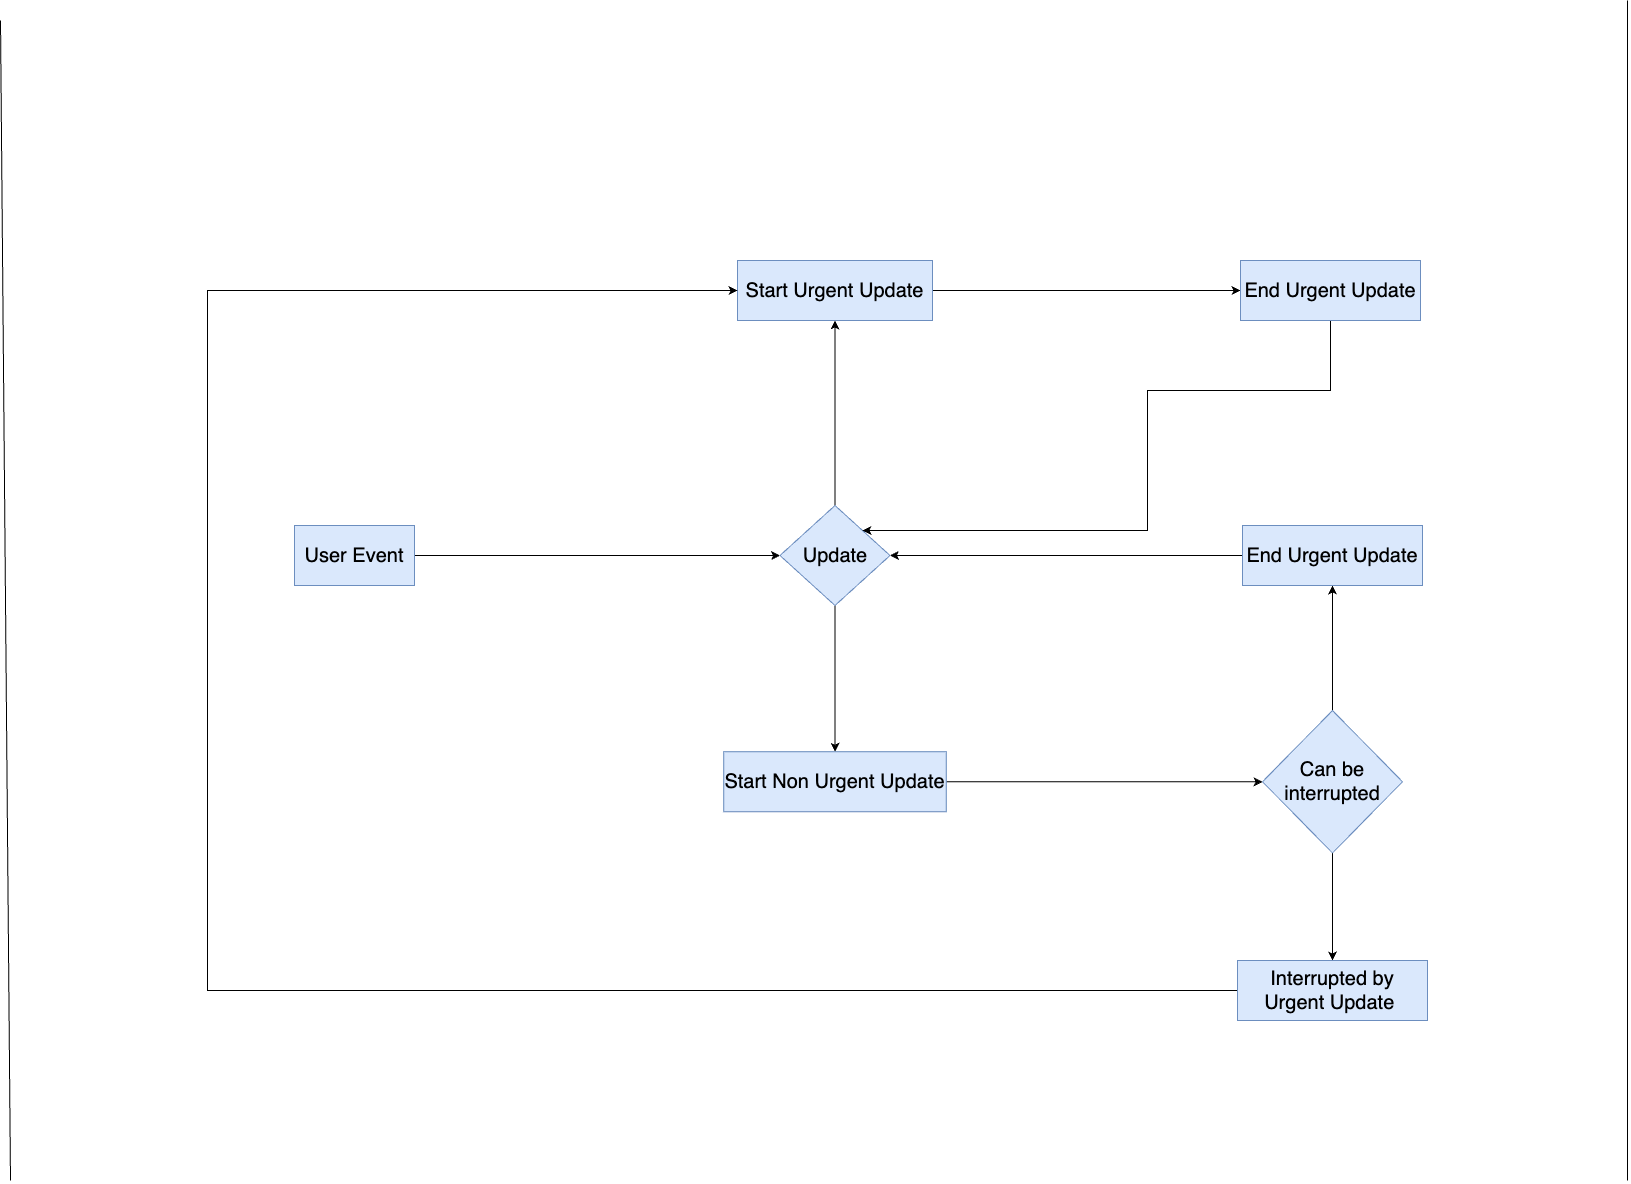 Start Urgent Update
End Urgent Update
User Event
Update
End Urgent Update
Start Non Urgent Update
Can be
interrupted
Interrupted by
Urgent Update